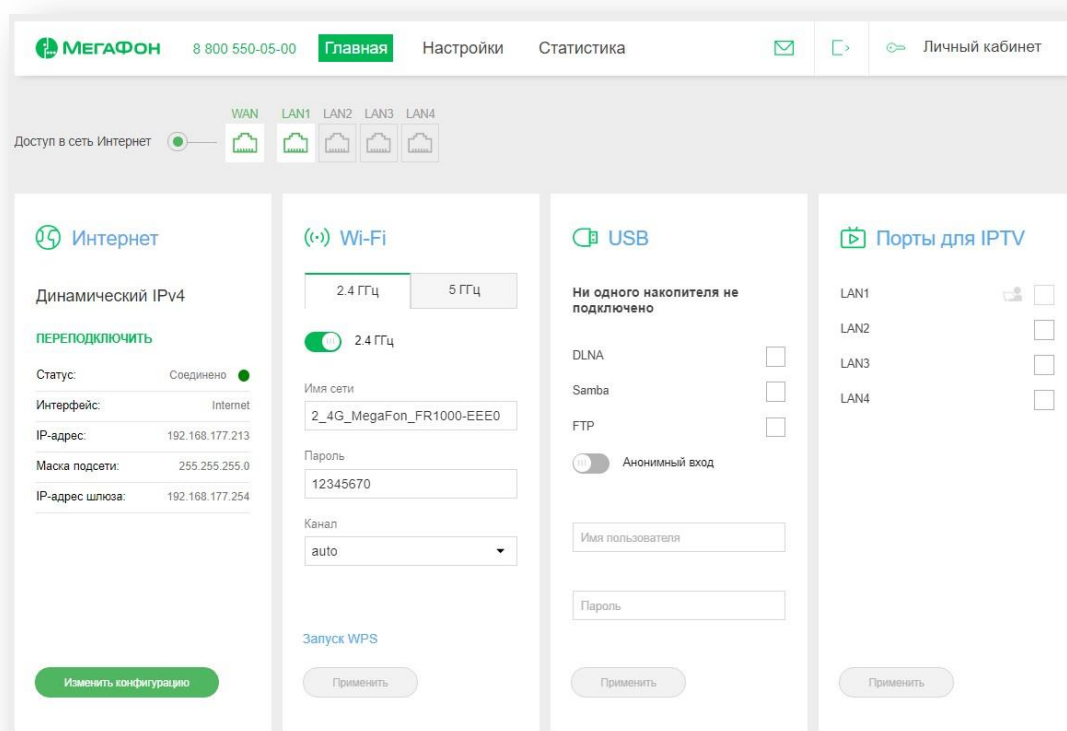 МЕГАФОН 8 800 550-05-00 Главная Настройки Статистика Личный кабинет
WAN LAN1 LAN2 LAN3 LAN4
Доступ в сеть Интернет
Интернет
Динамический IPv4
ПЕРЕПОДКЛЮЧИТЬ
Статус: Соединено
Интерфейс: Internet
IP-адрес: 192.168.177.213
Маска подсети: 255.255.255.0
IP-адрес шлюза: 192.168.177.254
Изменить конфигурацию
Wi-Fi
2.4 ГГц 5 ГГц
2.4 ГГц
Имя сети
2_4G_MegaFon_FR1000-EEE0
Пароль
12345670
Канал
auto
Запуск WPS
Применить
USB
Ни одного накопителя не
подключено
DLNA
Samba
FTP
Анонимный вход
Имя пользователя
Пароль
Применить
Порты для IPTV
LAN1
LAN2
LAN3
LAN4
Применить